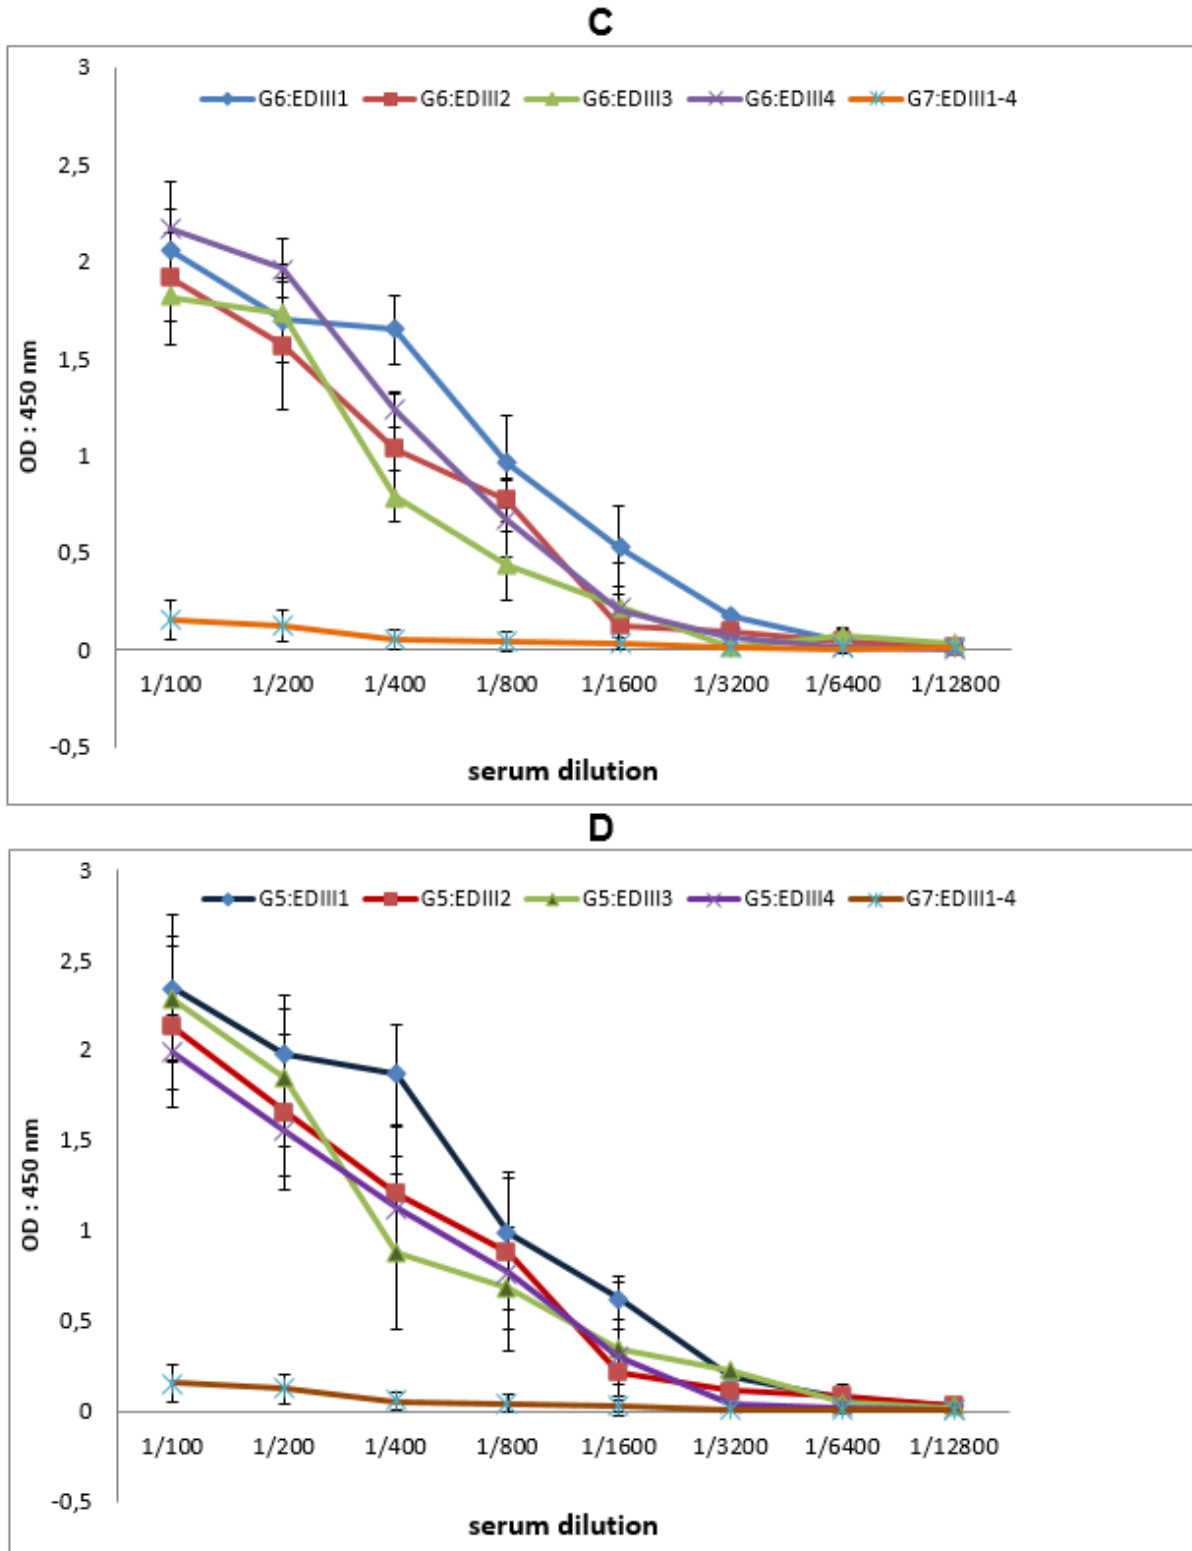 C
3
G6:EDIII1 G6:EDIII2 G6:EDIII3 G6:EDIII4 G7:EDIII1-4
2,5
2
1,5
1
0,5
0
-0,5
OD : 450 nm
1/100 1/200 1/400 1/800 1/1600 1/3200 1/6400 1/12800
serum dilution
D
3
G5:EDIII1 G5:EDIII2 G5:EDIII3 G5:EDIII4 G7:EDIII1-4
2,5
2
1,5
1
0,5
0
-0,5
OD : 450 nm
1/100 1/200 1/400 1/800 1/1600 1/3200 1/6400 1/12800
serum dilution